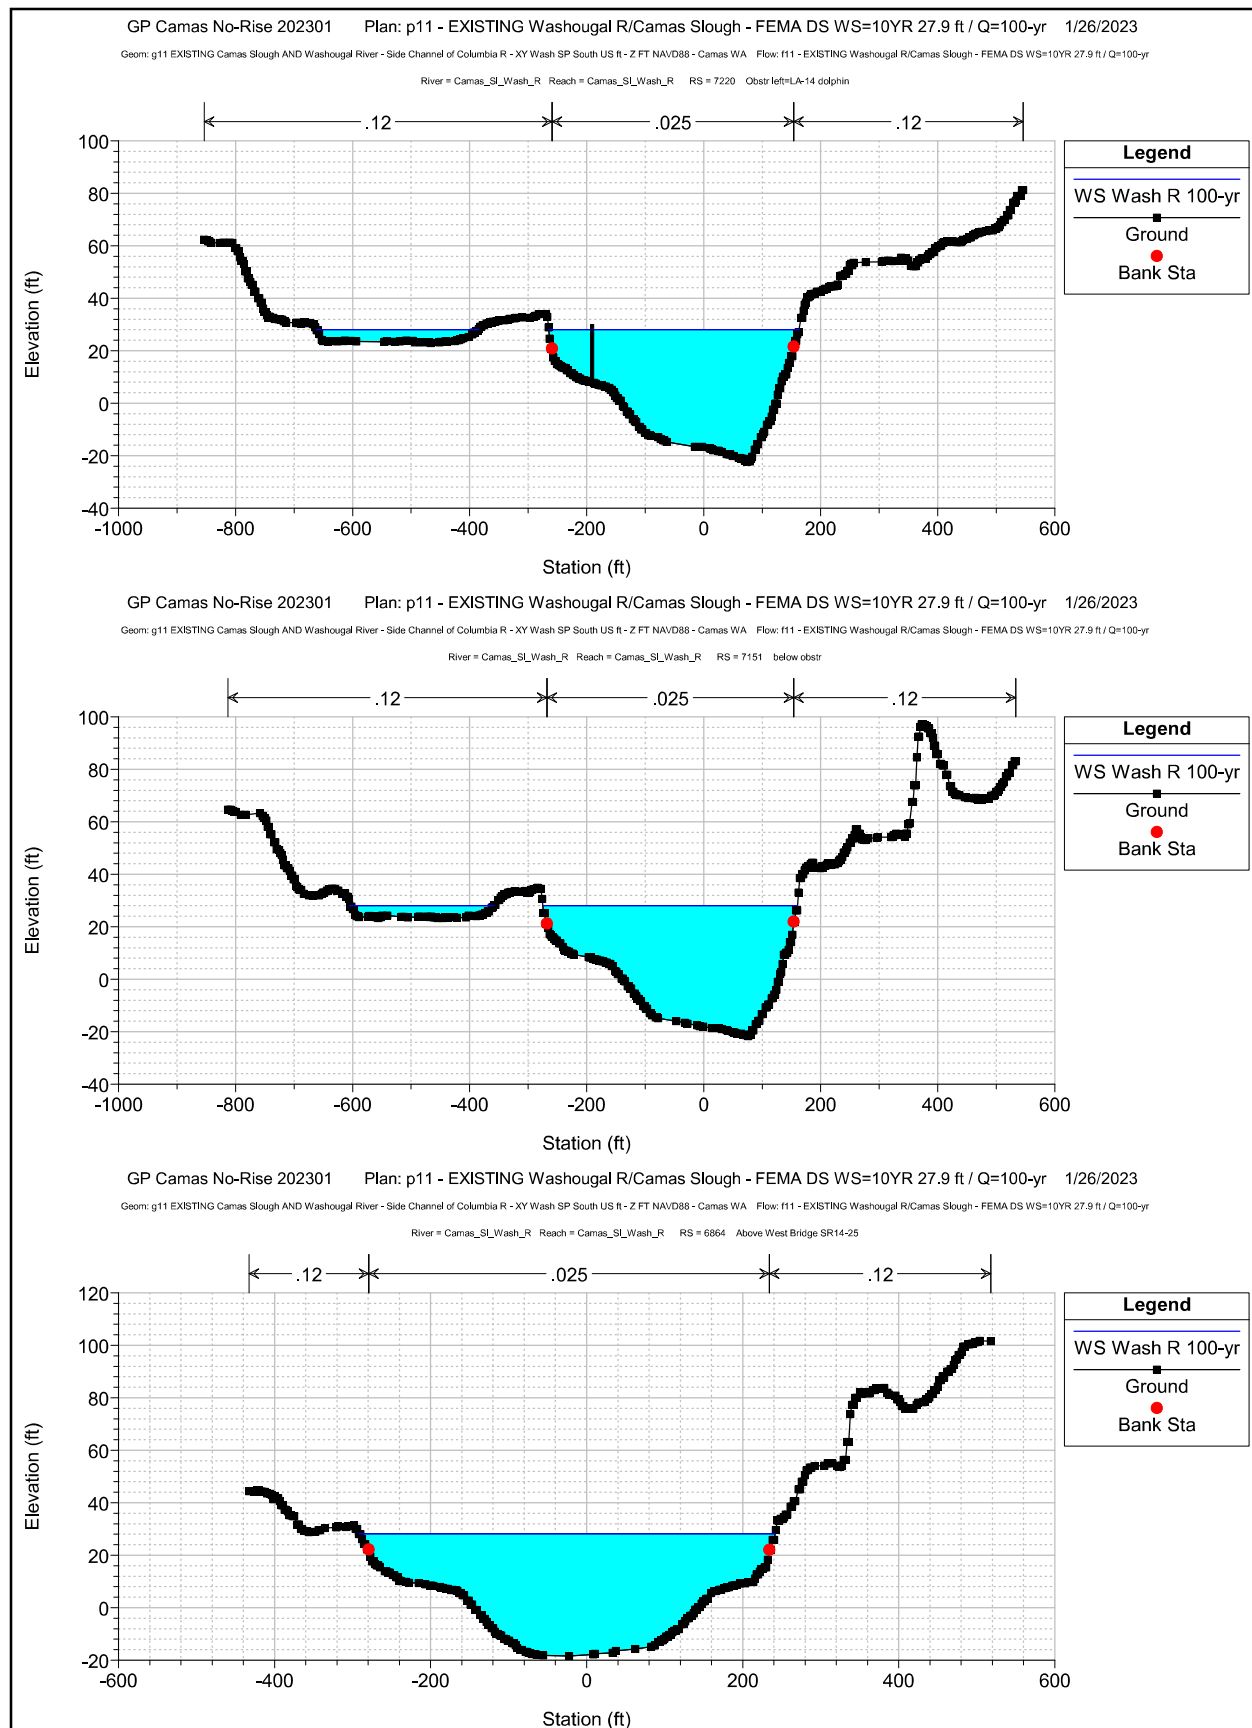 GP Camas No-Rise 202301 Plan: p11 - EXISTING Washougal R/Camas Slough - FEMA DS WS=10YR 27.9 ft / Q=100-yr 1/26/2023
Geom: g11 EXISTING Camas Slough AND Washougal River - Side Channel of Columbia R - XY Wash SP South US ft - Z FT NAVD88 - Camas WA Flow: f11 - EXISTING Washougal R/Camas Slough - FEMA DS WS=10YR 27.9 ft / Q=100-yr
River = Camas_Sl_Wash_R Reach = Camas_Sl_Wash_R RS = 7220 Obstr left=LA-14 dolphin
.12 .025 .12
100
80
60
40
20
0
-20
-40
Elevation (ft)
-1000 -800 -600 -400 -200 0 200 400 600
Station (ft)
Legend
WS Wash R 100-yr
Ground
Bank Sta
GP Camas No-Rise 202301 Plan: p11 - EXISTING Washougal R/Camas Slough - FEMA DS WS=10YR 27.9 ft / Q=100-yr 1/26/2023
Geom: g11 EXISTING Camas Slough AND Washougal River - Side Channel of Columbia R - XY Wash SP South US ft - Z FT NAVD88 - Camas WA Flow: f11 - EXISTING Washougal R/Camas Slough - FEMA DS WS=10YR 27.9 ft / Q=100-yr
River = Camas_Sl_Wash_R Reach = Camas_Sl_Wash_R RS = 7151 below obstr
.12 .025 .12
100
80
60
40
20
0
-20
-40
Elevation (ft)
-1000 -800 -600 -400 -200 0 200 400 600
Station (ft)
Legend
WS Wash R 100-yr
Ground
Bank Sta
GP Camas No-Rise 202301 Plan: p11 - EXISTING Washougal R/Camas Slough - FEMA DS WS=10YR 27.9 ft / Q=100-yr 1/26/2023
Geom: g11 EXISTING Camas Slough AND Washougal River - Side Channel of Columbia R - XY Wash SP South US ft - Z FT NAVD88 - Camas WA Flow: f11 - EXISTING Washougal R/Camas Slough - FEMA DS WS=10YR 27.9 ft / Q=100-yr
River = Camas_Sl_Wash_R Reach = Camas_Sl_Wash_R RS = 6864 Above West Bridge SR14-25
.12 .025 .12
120
100
80
60
40
20
0
-20
Elevation (ft)
-600 -400 -200 0 200 400 600
Station (ft)
Legend
WS Wash R 100-yr
Ground
Bank Sta